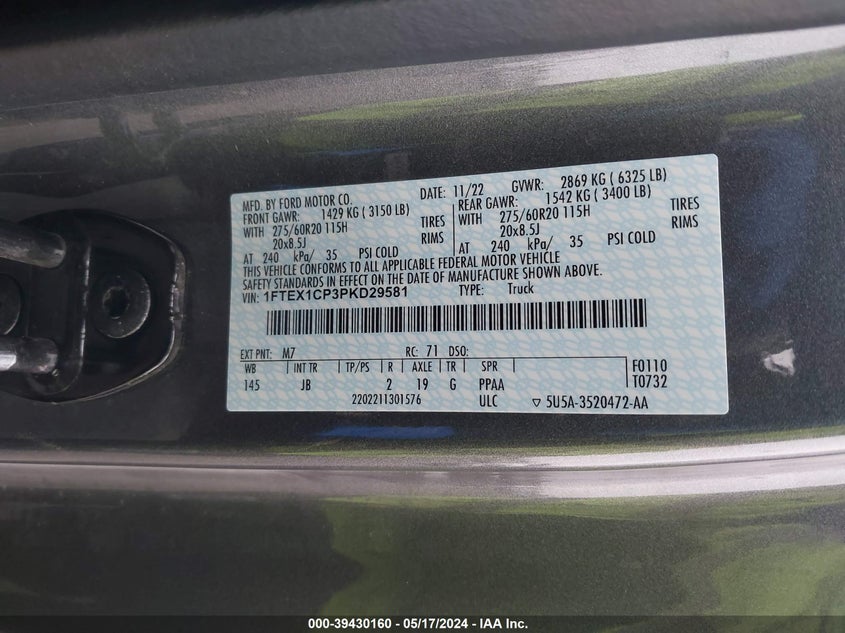 MFD. BY FORD MOTOR CO. DATE: 11/22 GVWR: 2869 KG ( 6325 LB)
FRONT GAWR: 1429 KG ( 3150 LB) REAR GAWR: 1542 KG ( 3400 LB)
WITH 275/60R20 115H TIRES WITH 275/60R20 115H TIRES
20x8.5J RIMS 20x8.5J RIMS
AT 240 kPa/ 35 PSI COLD AT 240 kPa/ 35 PSI COLD
THIS VEHICLE CONFORMS TO ALL APPLICABLE FEDERAL MOTOR VEHICLE
SAFETY STANDARDS IN EFFECT ON THE DATE OF MANUFACTURE SHOWN ABOVE.
VIN: 1FTEX1CP3PKD29581 TYPE: Truck
EXT PNT: M7 RC: 71 DSO:
WB INT TR TP/PS R AXLE TR SPR F0110
145 JB 2 19 G PPAA T0732
2202211301576 ULC ▽ 5U5A-3520472-AA
000-39430160 - 05/17/2024 - IAA Inc.